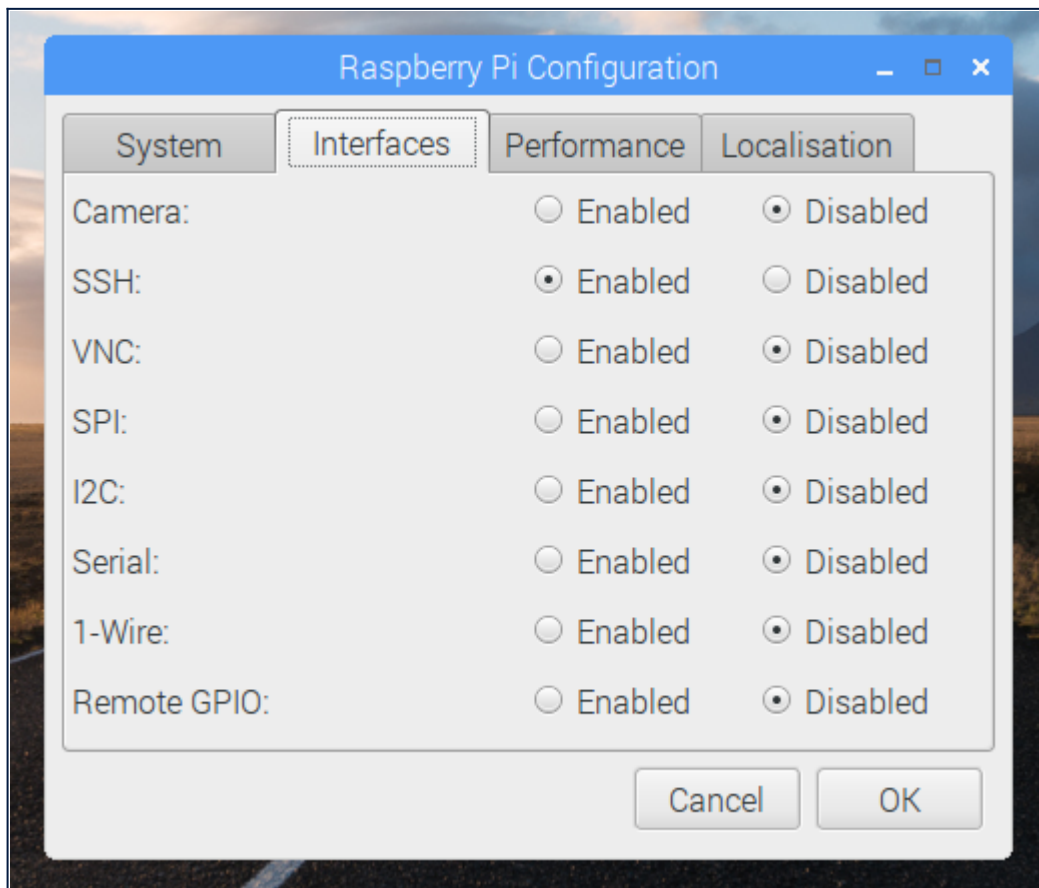 Raspberry Pi Configuration
System Interfaces Performance Localisation
Camera: Enabled Disabled
SSH: Enabled Disabled
VNC: Enabled Disabled
SPI: Enabled Disabled
I2C: Enabled Disabled
Serial: Enabled Disabled
1-Wire: Enabled Disabled
Remote GPIO: Enabled Disabled
Cancel OK